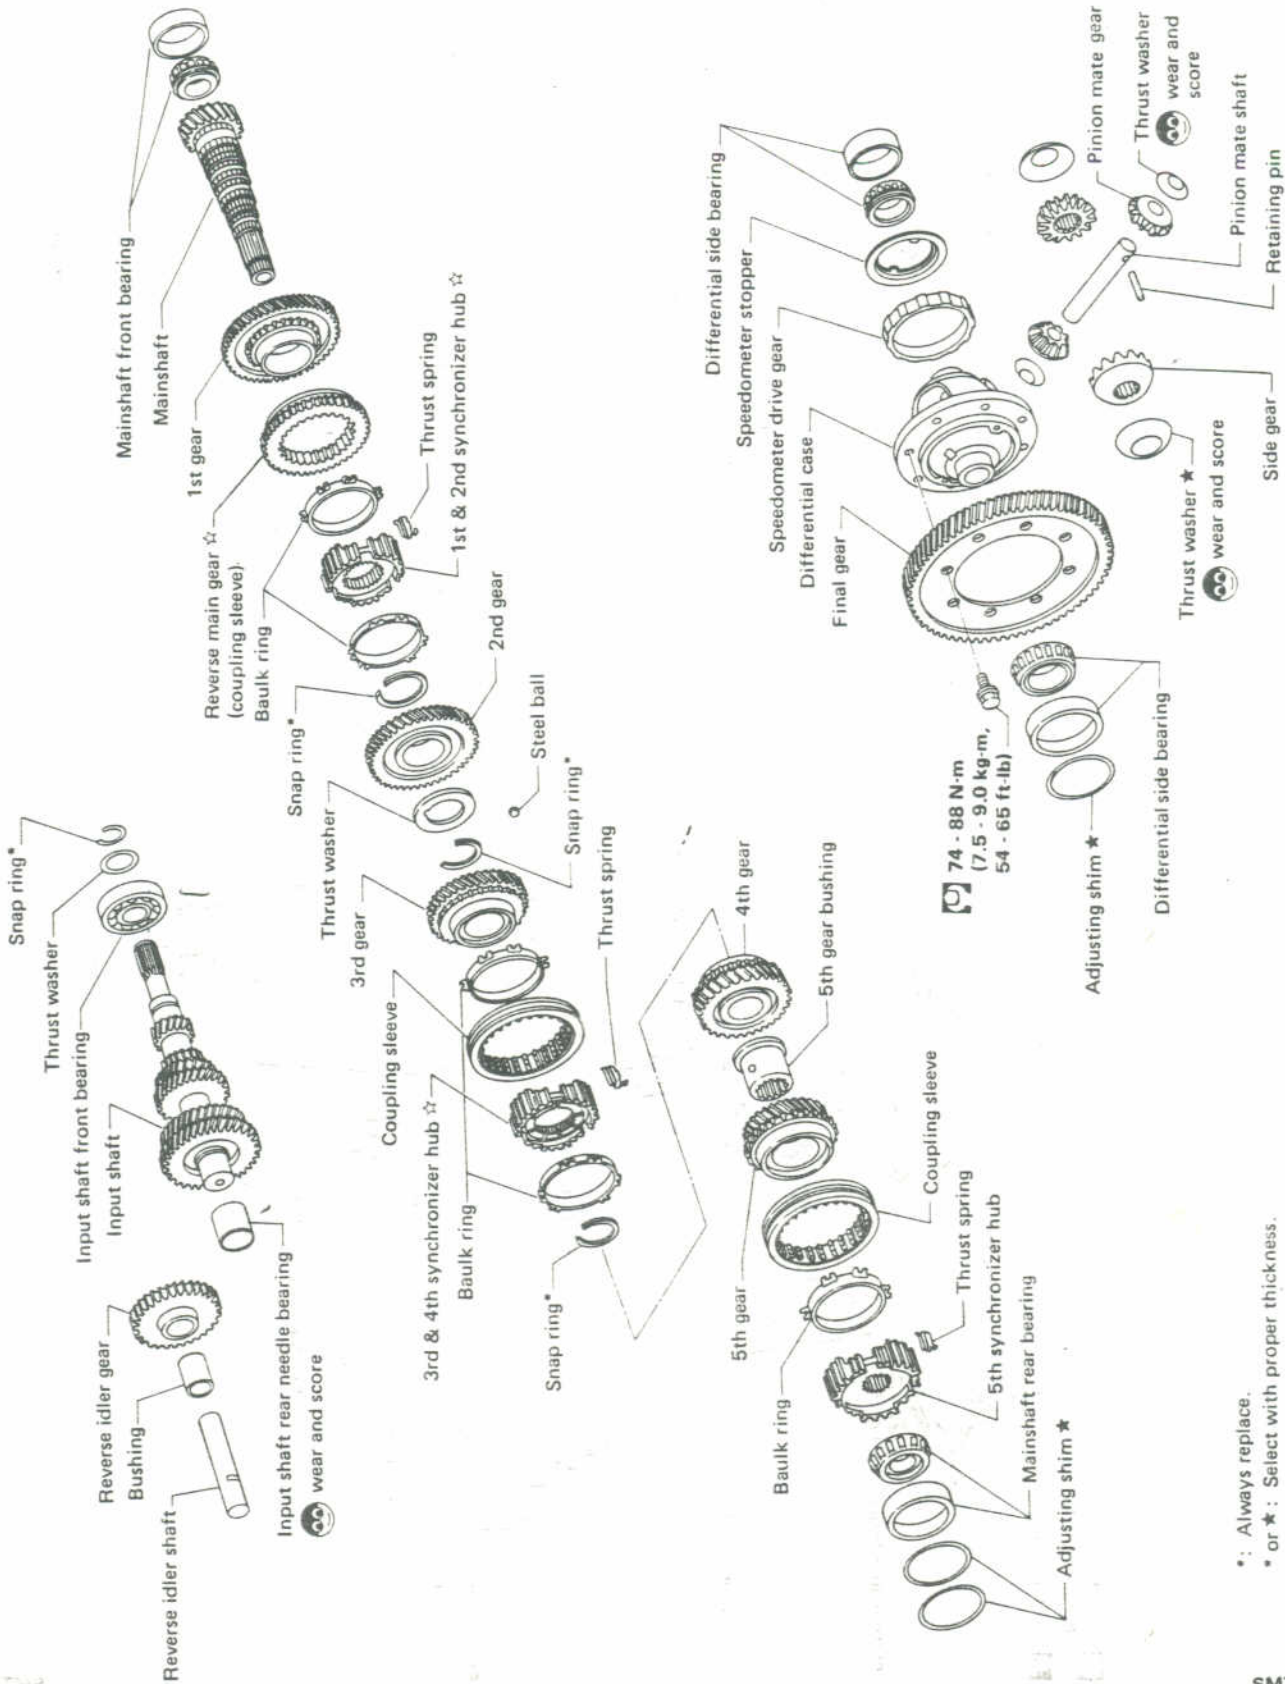 Snap ring*
Thrust washer
Input shaft front bearing
Input shaft
Reverse idler gear
Bushing
Reverse idler shaft
Input shaft rear needle bearing
wear and score
Mainshaft front bearing
Mainshaft
1st gear
Reverse main gear ☆
(coupling sleeve)
Baulk ring
Snap ring*
Thrust spring
1st & 2nd synchronizer hub ☆
2nd gear
Steel ball
Snap ring*
Thrust washer
3rd gear
Coupling sleeve
3rd & 4th synchronizer hub ☆
Baulk ring
Snap ring*
Thrust spring
4th gear
5th gear bushing
5th gear
Coupling sleeve
Baulk ring
Thrust spring
5th synchronizer hub
Mainshaft rear bearing
Adjusting shim ★
Differential side bearing
Speedometer stopper
Speedometer drive gear
Differential case
Final gear
74 - 88 N·m
(7.5 - 9.0 kg-m,
54 - 65 ft-lb)
Adjusting shim ★
Differential side bearing
Pinion mate gear
Thrust washer
wear and
score
Pinion mate shaft
Retaining pin
Side gear
Thrust washer ★
wear and score
*: Always replace.
* or ★ : Select with proper thickness.